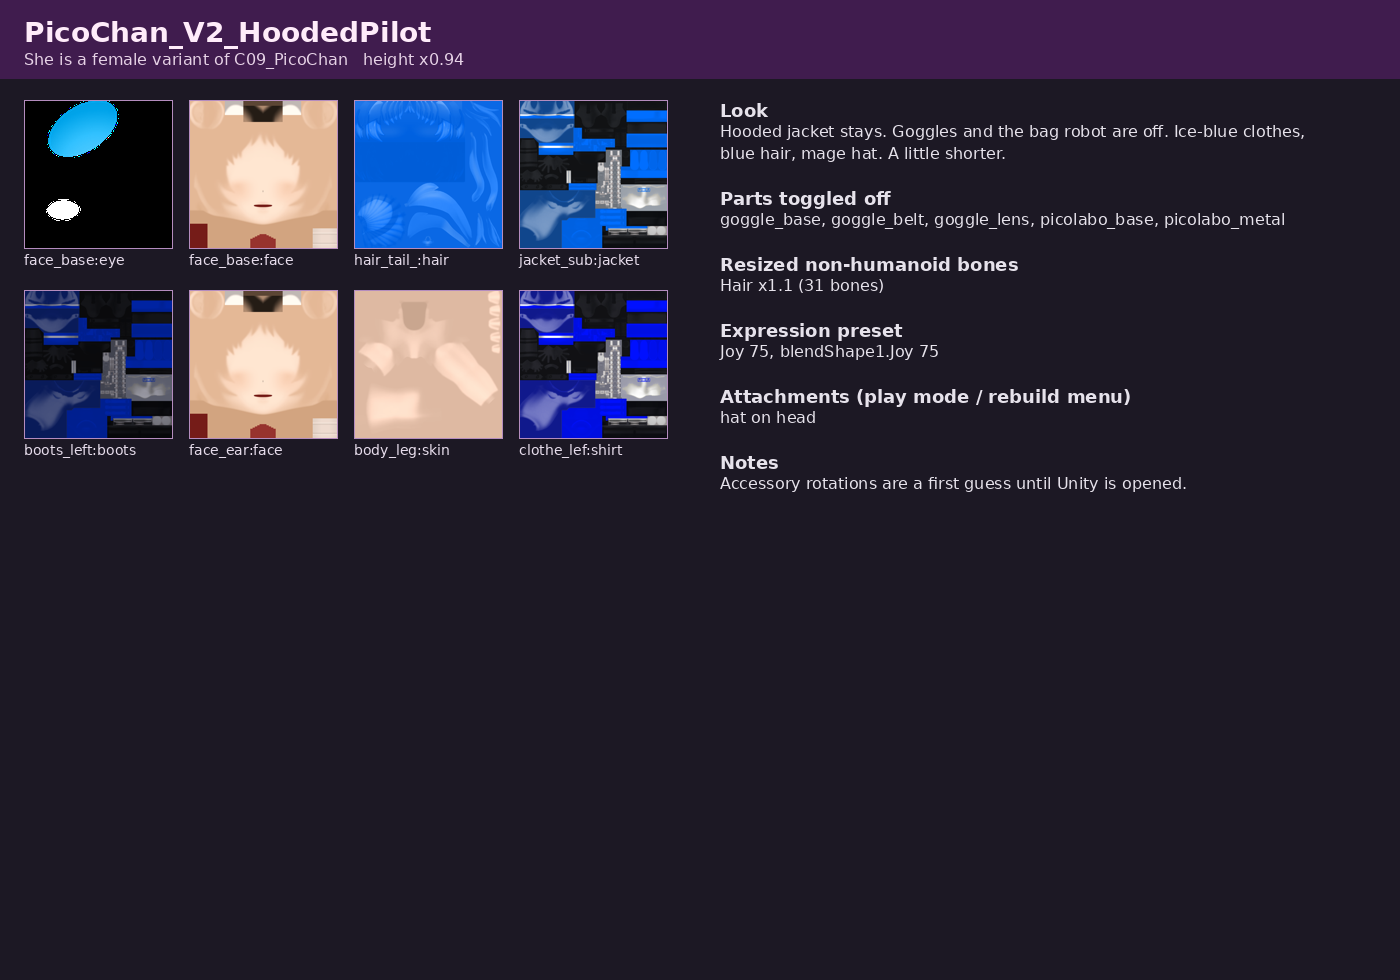 PicoChan_V2_HoodedPilot
She is a female variant of C09_PicoChan   height x0.94
face_base:eye
face_base:face
hair_tail_:hair
jacket_sub:jacket
boots_left:boots
face_ear:face
body_leg:skin
clothe_lef:shirt
Look
Hooded jacket stays. Goggles and the bag robot are off. Ice-blue clothes,
blue hair, mage hat. A little shorter.
Parts toggled off
goggle_base, goggle_belt, goggle_lens, picolabo_base, picolabo_metal
Resized non-humanoid bones
Hair x1.1 (31 bones)
Expression preset
Joy 75, blendShape1.Joy 75
Attachments (play mode / rebuild menu)
hat on head
Notes
Accessory rotations are a first guess until Unity is opened.